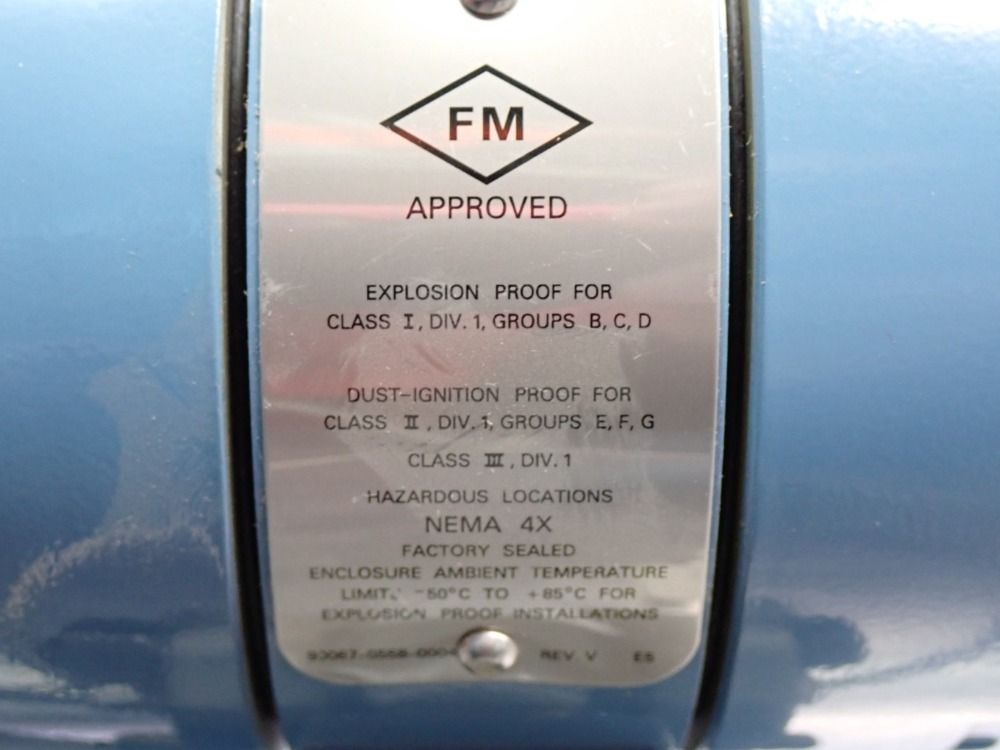 FM
APPROVED
EXPLOSION PROOF FOR
CLASS I, DIV. 1, GROUPS B, C, D
DUST-IGNITION PROOF FOR
CLASS II, DIV. 1, GROUPS E, F, G
CLASS III, DIV. 1
HAZARDOUS LOCATIONS
NEMA 4X
FACTORY SEALED
ENCLOSURE AMBIENT TEMPERATURE
LIMIT, -50°C TO +85°C FOR
EXPLOSION PROOF INSTALLATIONS
REV V